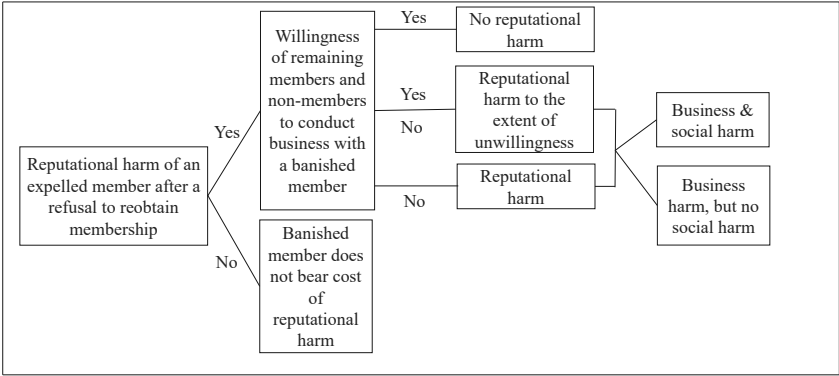 Reputational harm of an
expelled member after a
refusal to reobtain
membership
Yes
No
Willingness
of remaining
members and
non-members
to conduct
business with
a banished
member
Banished
member does
not bear cost
of
reputational
harm
Yes
No reputational
harm
Yes
No
Reputational
harm to the
extent of
unwillingness
No
Reputational
harm
Business &
social harm
Business
harm, but no
social harm